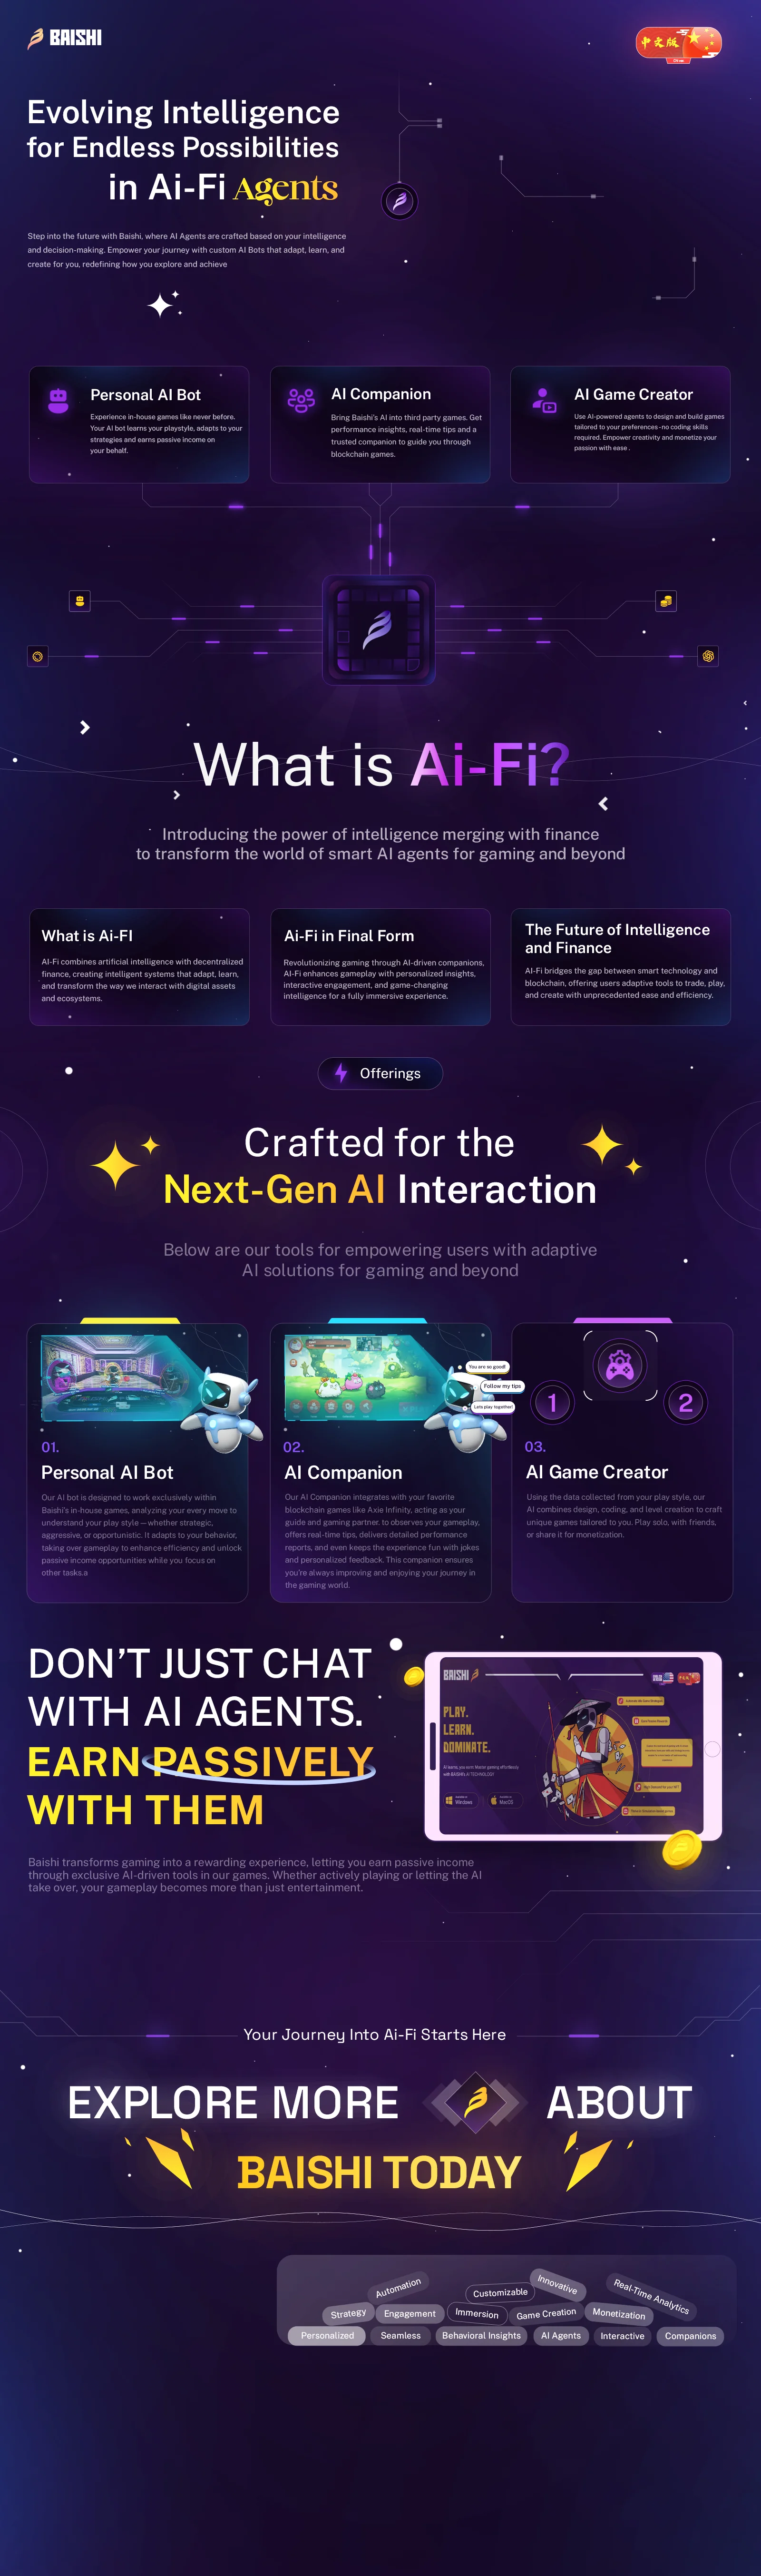 BAISHI
中文版
Evolving Intelligence
for Endless Possibilities
in Ai-Fi Agents
Step into the future with Baishi, where AI Agents are crafted based on your intelligence
and decision-making. Empower your journey with custom AI Bots that adapt, learn, and
create for you, redefining how you explore and achieve
Personal AI Bot
Experience in-house games like never before.
Your AI bot learns your playstyle, adapts to your
strategies and earns passive income on
your behalf.
AI Companion
Bring Baishi's AI into third party games. Get
performance insights, real-time tips and a
trusted companion to guide you through
blockchain games.
AI Game Creator
Use AI-powered agents to design and build games
tailored to your preferences - no coding skills
required. Empower creativity and monetize your
passion with ease .
What is Ai-Fi?
Introducing the power of intelligence merging with finance
to transform the world of smart AI agents for gaming and beyond
What is Ai-FI
AI-Fi combines artificial intelligence with decentralized
finance, creating intelligent systems that adapt, learn,
and transform the way we interact with digital assets
and ecosystems.
Ai-Fi in Final Form
Revolutionizing gaming through AI-driven companions,
AI-Fi enhances gameplay with personalized insights,
interactive engagement, and game-changing
intelligence for a fully immersive experience.
The Future of Intelligence
and Finance
AI-Fi bridges the gap between smart technology and
blockchain, offering users adaptive tools to trade, play,
and create with unprecedented ease and efficiency.
Offerings
Crafted for the
Next-Gen AI Interaction
Below are our tools for empowering users with adaptive
AI solutions for gaming and beyond
01.
Personal AI Bot
Our AI bot is designed to work exclusively within
Baishi's in-house games, analyzing your every move to
understand your play style — whether strategic,
aggressive, or opportunistic. It adapts to your behavior,
taking over gameplay to enhance efficiency and unlock
passive income opportunities while you focus on
other tasks.a
You are so good!
Follow my tips
Lets play together!
02.
AI Companion
Our AI Companion integrates with your favorite
blockchain games like Axie Infinity, acting as your
guide and gaming partner. to observes your gameplay,
offers real-time tips, delivers detailed performance
reports, and even keeps the experience fun with jokes
and personalized feedback. This companion ensures
you're always improving and enjoying your journey in
the gaming world.
1
2
03.
AI Game Creator
Using the data collected from your play style, our
AI combines design, coding, and level creation to craft
unique games tailored to you. Play solo, with friends,
or share it for monetization.
DON'T JUST CHAT
WITH AI AGENTS.
EARN PASSIVELY
WITH THEM
Baishi transforms gaming into a rewarding experience, letting you earn passive income
through exclusive AI-driven tools in our games. Whether actively playing or letting the AI
take over, your gameplay becomes more than just entertainment.
BAISHI
PLAY.
LEARN.
DOMINATE.
AI learns, you earn! Master gaming effortlessly
with BAISHI's AI TECHNOLOGY
Windows
MacOS
Your Journey Into Ai-Fi Starts Here
EXPLORE MORE ABOUT
BAISHI TODAY
Automation
Customizable
Innovative
Real-Time Analytics
Strategy
Engagement
Immersion
Game Creation
Monetization
Personalized
Seamless
Behavioral Insights
AI Agents
Interactive
Companions